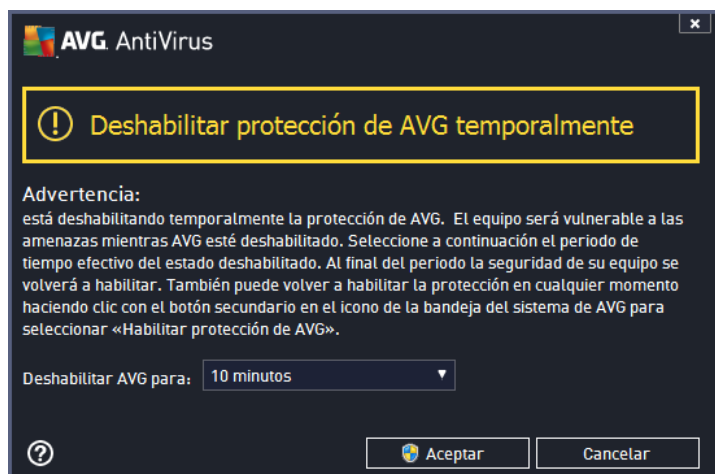 AVG. AntiVirus
Deshabilitar protección de AVG temporalmente
Advertencia:
está deshabilitando temporalmente la protección de AVG. El equipo será vulnerable a las
amenazas mientras AVG esté deshabilitado. Seleccione a continuación el periodo de
tiempo efectivo del estado deshabilitado. Al final del periodo la seguridad de su equipo se
volverá a habilitar. También puede volver a habilitar la protección en cualquier momento
haciendo clic con el botón secundario en el icono de la bandeja del sistema de AVG para
seleccionar «Habilitar protección de AVG».
Deshabilitar AVG para: 10 minutos
Aceptar Cancelar